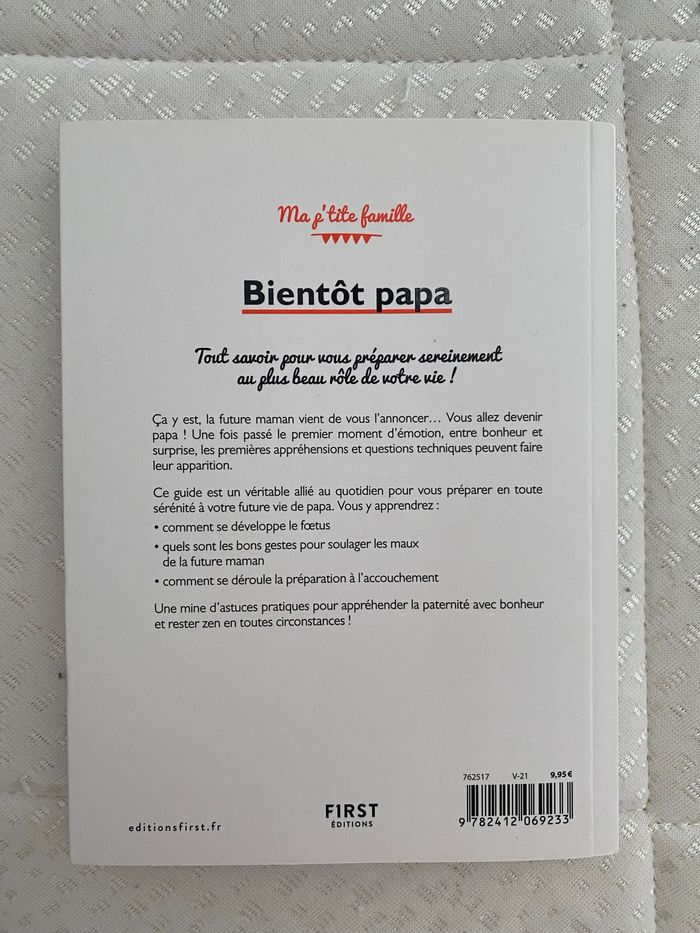 Ma p'tite famille
Bientôt papa
Tout savoir pour vous préparer sereinement
au plus beau rôle de votre vie !
Ça y est, la future maman vient de vous l'annoncer… Vous allez devenir
papa ! Une fois passé le premier moment d'émotion, entre bonheur et
surprise, les premières appréhensions et questions techniques peuvent faire
leur apparition.
Ce guide est un véritable allié au quotidien pour vous préparer en toute
sérénité à votre future vie de papa. Vous y apprendrez :
• comment se développe le fœtus
• quels sont les bons gestes pour soulager les maux
de la future maman
• comment se déroule la préparation à l'accouchement
Une mine d'astuces pratiques pour appréhender la paternité avec bonheur
et rester zen en toutes circonstances !
762517 V-21 9,95 €
9 782412 069233
F1RST
ÉDITIONS
editionsfirst.fr